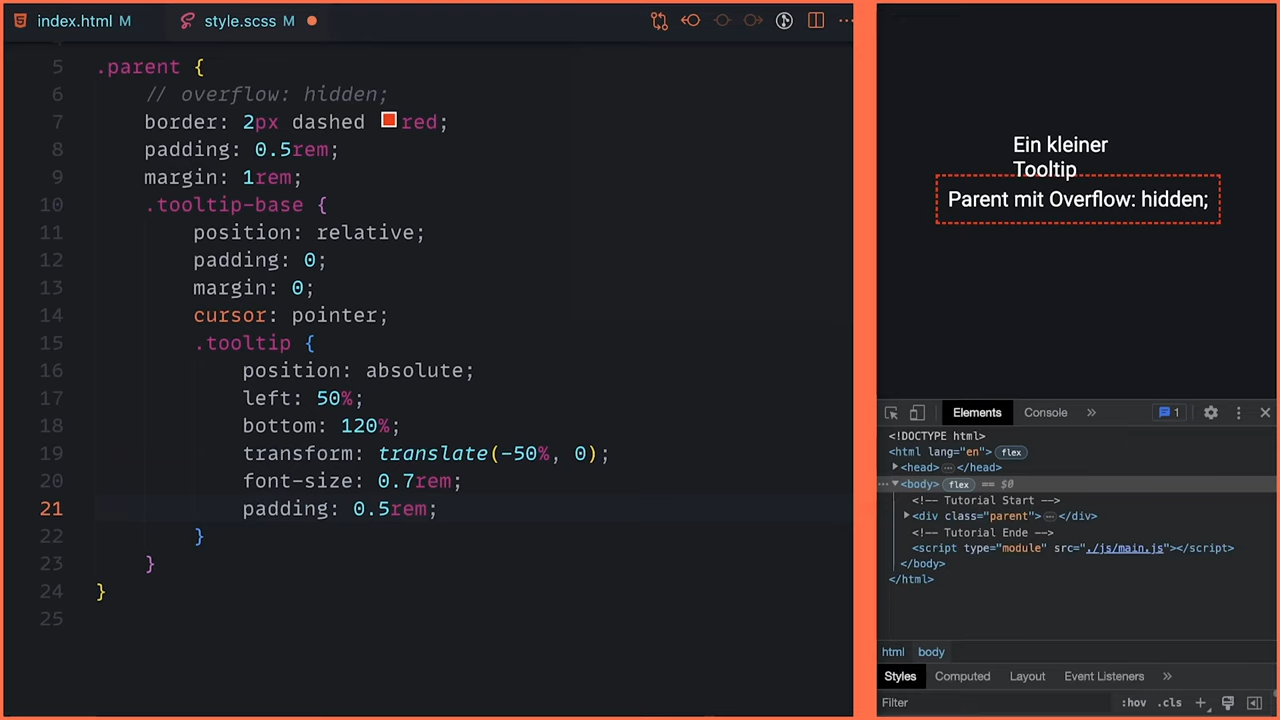 index.html M
style.scss M
4
5 .parent {
6 // overflow: hidden;
7 border: 2px dashed red;
8 padding: 0.5rem;
9 margin: 1rem;
10 .tooltip-base {
11 position: relative;
12 padding: 0;
13 margin: 0;
14 cursor: pointer;
15 .tooltip {
16 position: absolute;
17 left: 50%;
18 bottom: 120%;
19 transform: translate(-50%, 0);
20 font-size: 0.7rem;
21 padding: 0.5rem;
22 }
23 }
24 }
25
Ein kleiner
Tooltip
Parent mit Overflow: hidden;
Elements Console » 1
<!DOCTYPE html>
<html lang="en"> flex
<head> … </head>
… <body> flex == $0
<!-- Tutorial Start -->
<div class="parent"> … </div>
<!-- Tutorial Ende -->
<script type="module" src="./js/main.js"></script>
</body>
</html>
html body
Styles Computed Layout Event Listeners »
Filter :hov .cls +